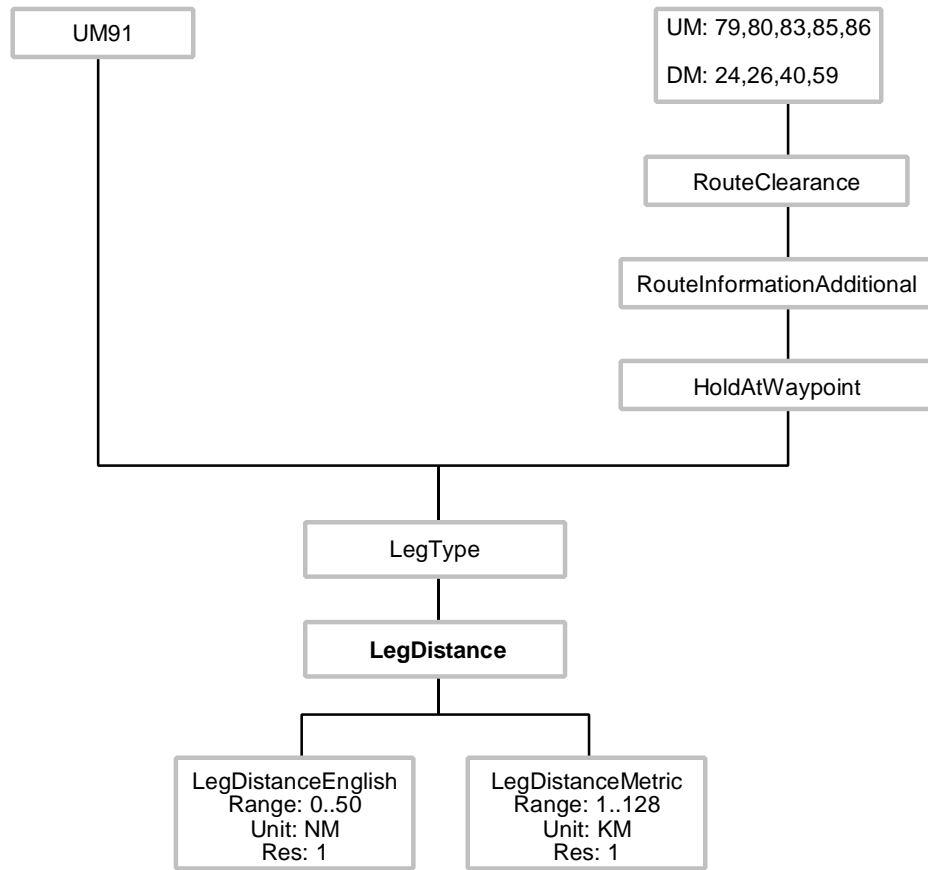 UM91
UM: 79,80,83,85,86
DM: 24,26,40,59
RouteClearance
RouteInformationAdditional
HoldAtWaypoint
LegType
LegDistance
LegDistanceEnglish
Range: 0..50
Unit: NM
Res: 1
LegDistanceMetric
Range: 1..128
Unit: KM
Res: 1